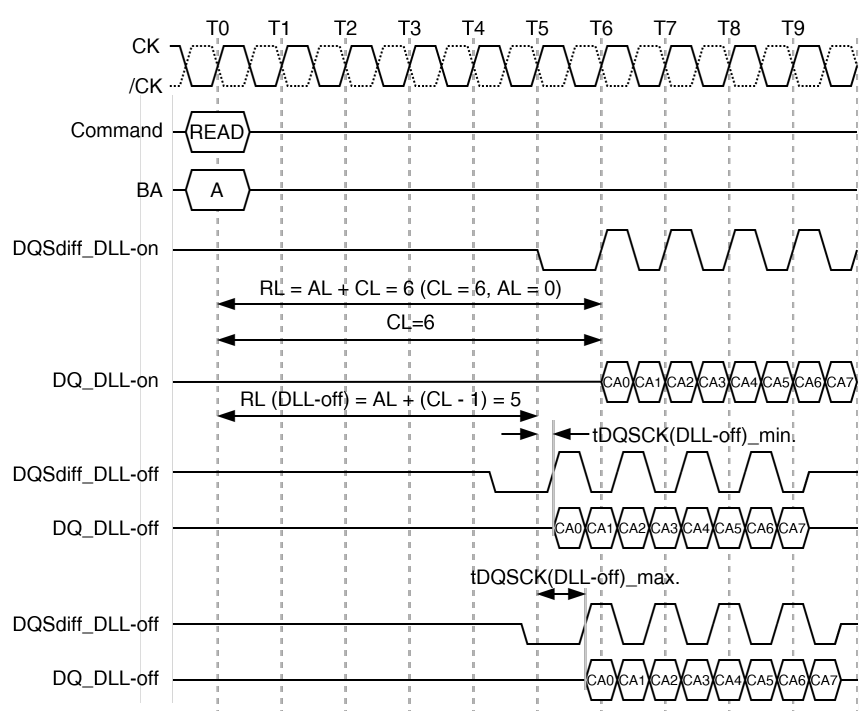 T0 T1 T2 T3 T4 T5 T6 T7 T8 T9
CK
/CK
Command READ
BA A
DQSdiff_DLL-on
RL = AL + CL = 6 (CL = 6, AL = 0)
CL=6
DQ_DLL-on CA0 CA1 CA2 CA3 CA4 CA5 CA6 CA7
RL (DLL-off) = AL + (CL - 1) = 5
tDQSCK(DLL-off)_min.
DQSdiff_DLL-off
DQ_DLL-off CA0 CA1 CA2 CA3 CA4 CA5 CA6 CA7
tDQSCK(DLL-off)_max.
DQSdiff_DLL-off
DQ_DLL-off CA0 CA1 CA2 CA3 CA4 CA5 CA6 CA7